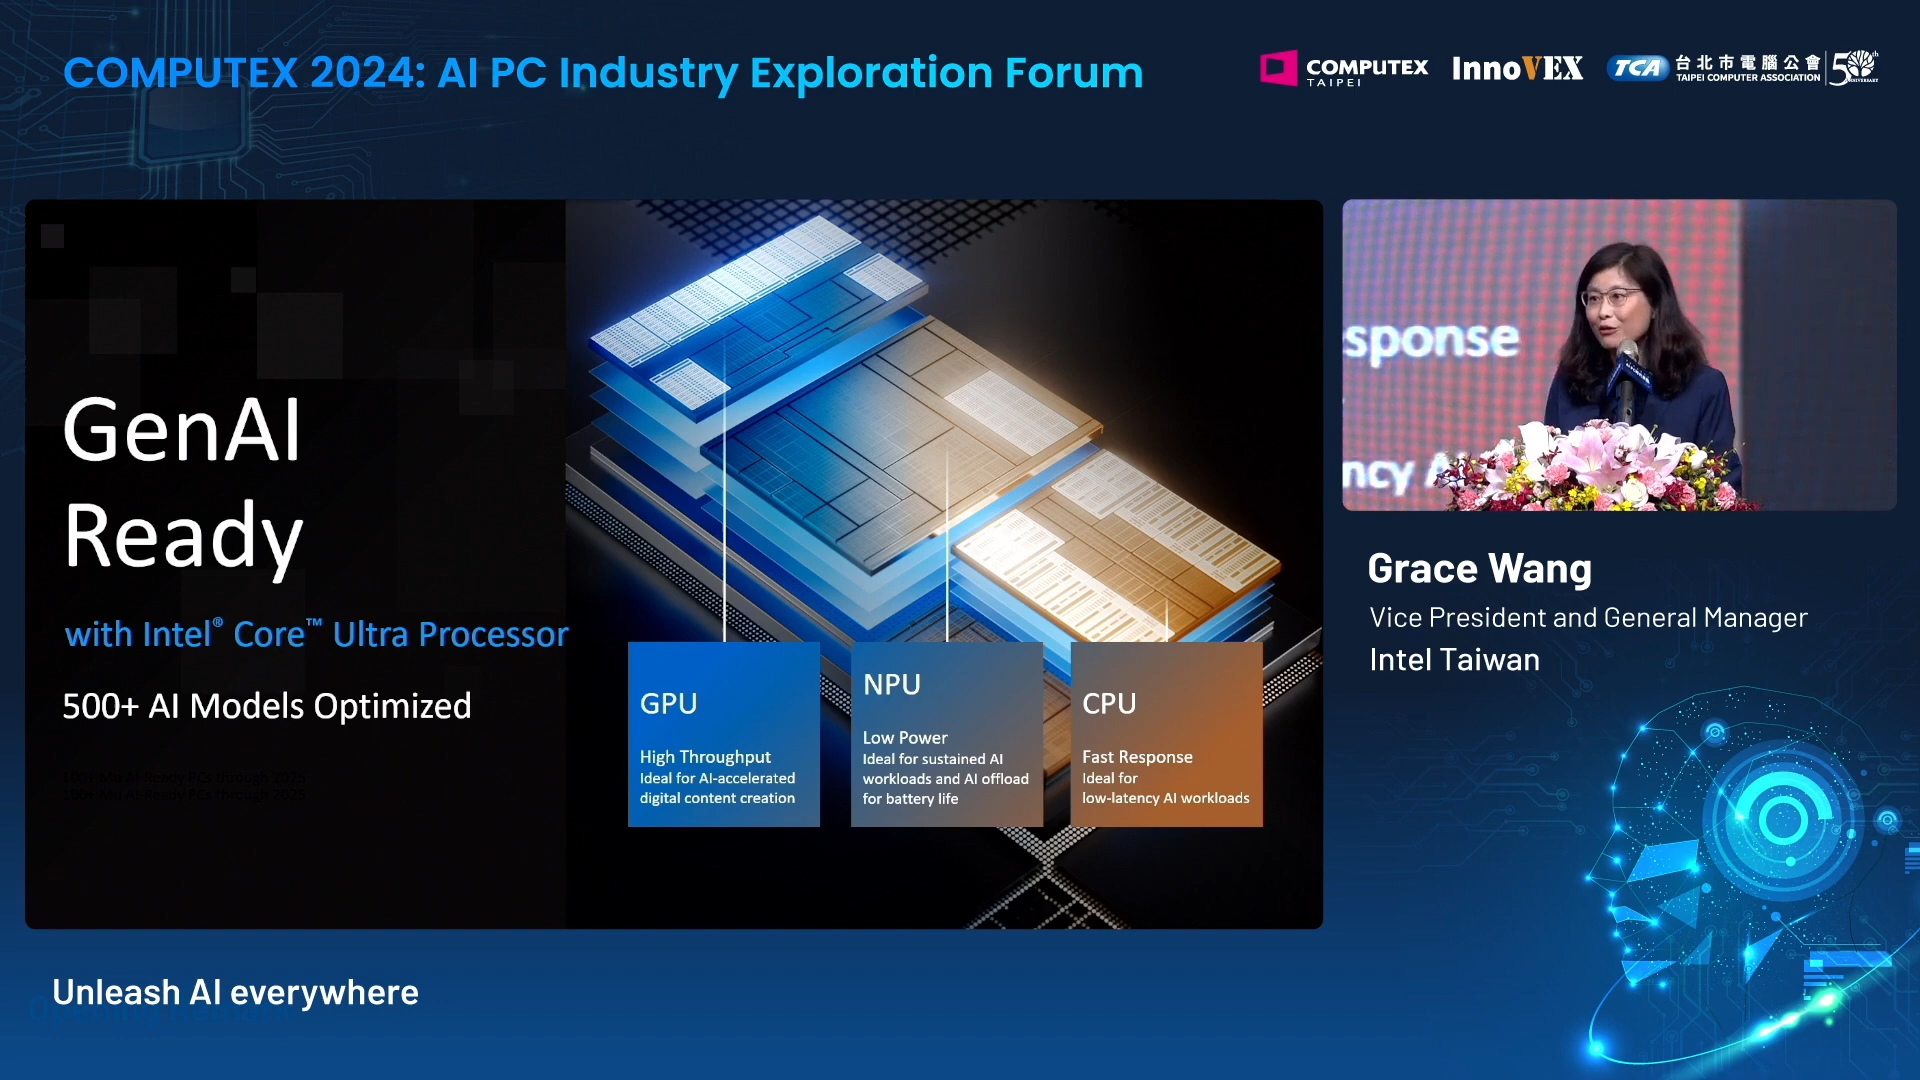 COMPUTEX 2024: AI PC Industry Exploration Forum
COMPUTEX
TAIPEI
InnoVEX
TCA
台北市電腦公會
TAIPEI COMPUTER ASSOCIATION
50th
ANNIVERSARY
GenAI
Ready
with Intel® Core™ Ultra Processor
500+ AI Models Optimized
GPU
High Throughput
Ideal for AI-accelerated
digital content creation
NPU
Low Power
Ideal for sustained AI
workloads and AI offload
for battery life
CPU
Fast Response
Ideal for
low-latency AI workloads
sponse
ncy A
Grace Wang
Vice President and General Manager
Intel Taiwan
Unleash AI everywhere